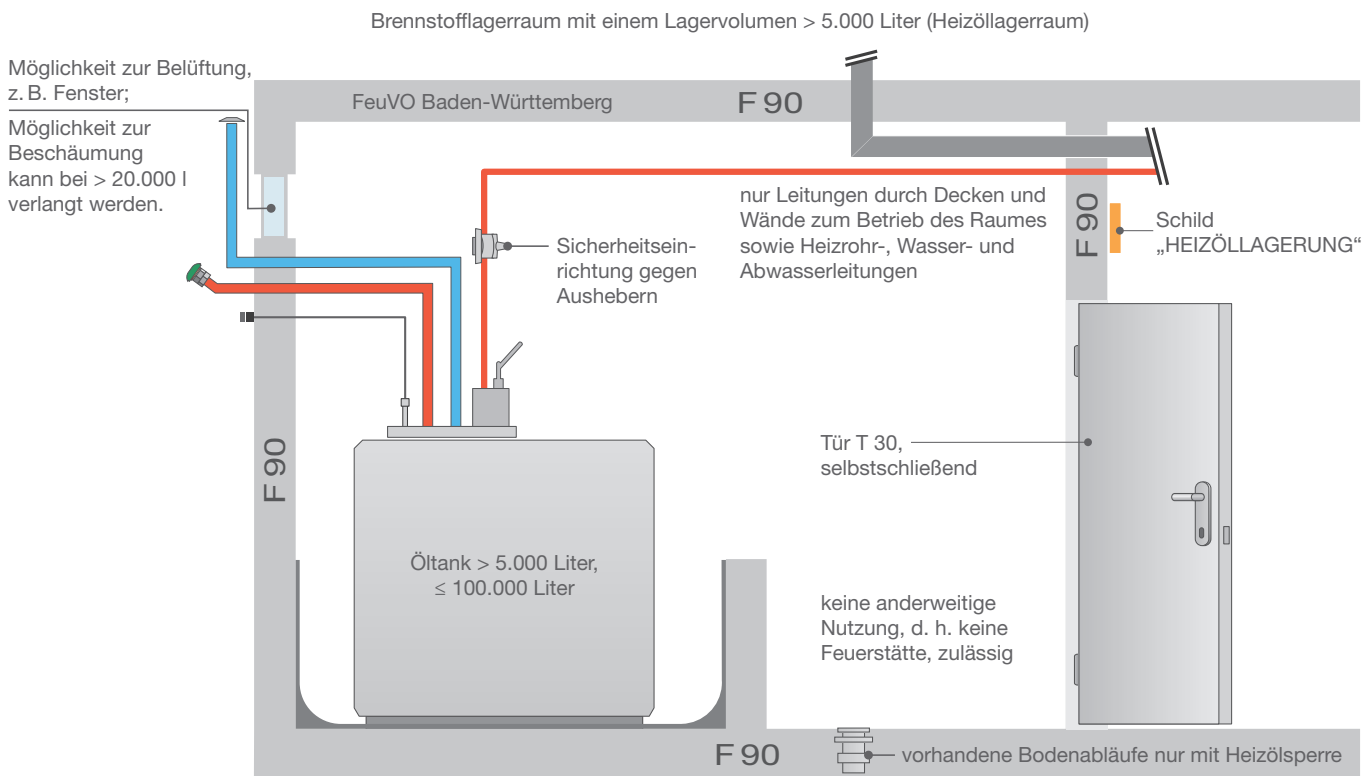 Brennstofflagerraum mit einem Lagervolumen > 5.000 Liter (Heizöllagerraum)
Möglichkeit zur Belüftung,
z. B. Fenster;
Möglichkeit zur
Beschäumung
kann bei > 20.000 l
verlangt werden.
FeuVO Baden-Württemberg
F 90
nur Leitungen durch Decken und
Wände zum Betrieb des Raumes
sowie Heizrohr-, Wasser- und
Abwasserleitungen
F 90
Schild
„HEIZÖLLAGERUNG“
Sicherheitsein-
richtung gegen
Aushebern
F 90
Tür T 30,
selbstschließend
Öltank > 5.000 Liter,
≤ 100.000 Liter
keine anderweitige
Nutzung, d. h. keine
Feuerstätte, zulässig
F 90
vorhandene Bodenabläufe nur mit Heizölsperre